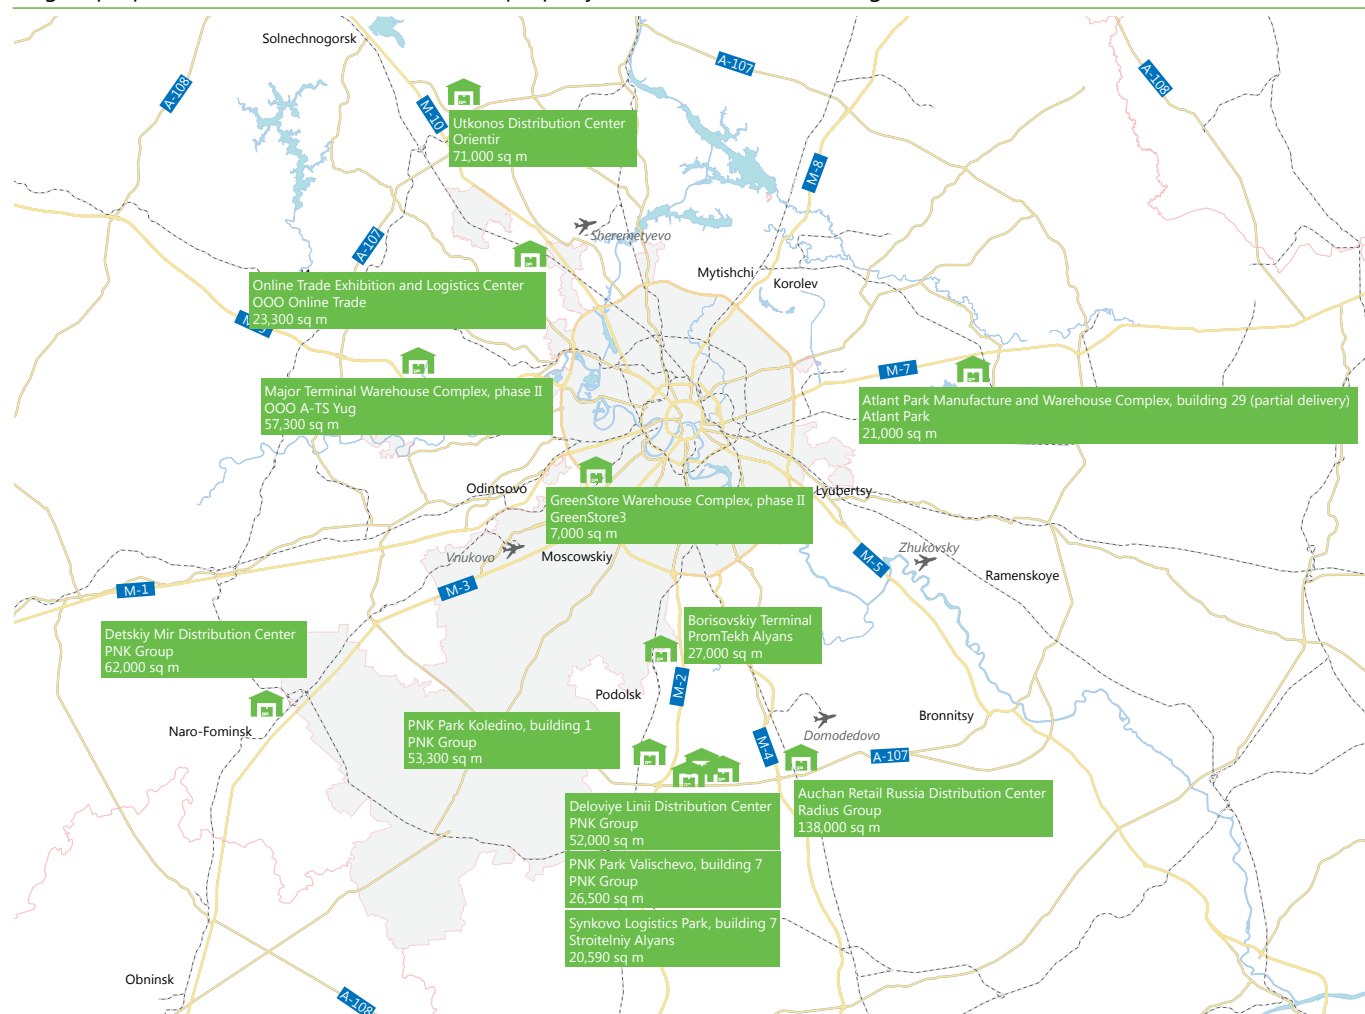 Solnechnogorsk
A-108
A-107
A-108
M-10
Utkonos Distribution Center
Orientir
71,000 sq m
M-8
A-107
Sheremetyevo
Mytishchi
Korolev
Online Trade Exhibition and Logistics Center
OOO Online Trade
23,300 sq m
M-7
Major Terminal Warehouse Complex, phase II
OOO A-TS Yug
57,300 sq m
Atlant Park Manufacture and Warehouse Complex, building 29 (partial delivery)
Atlant Park
21,000 sq m
Odintsovo
Lyubertsy
GreenStore Warehouse Complex, phase II
GreenStore3
7,000 sq m
Vnukovo
Moscowskiy
Zhukovsky
M-5
Ramenskoye
M-1
M-3
Borisovskiy Terminal
PromTekh Alyans
27,000 sq m
Detskiy Mir Distribution Center
PNK Group
62,000 sq m
M-2
Podolsk
Naro-Fominsk
PNK Park Koledino, building 1
PNK Group
53,300 sq m
Bronnitsy
Domodedovo
M-4
A-107
Auchan Retail Russia Distribution Center
Radius Group
138,000 sq m
Deloviye Linii Distribution Center
PNK Group
52,000 sq m
PNK Park Valischevo, building 7
PNK Group
26,500 sq m
Synkovo Logistics Park, building 7
Stroitelniy Alyans
20,590 sq m
Obninsk
A-108